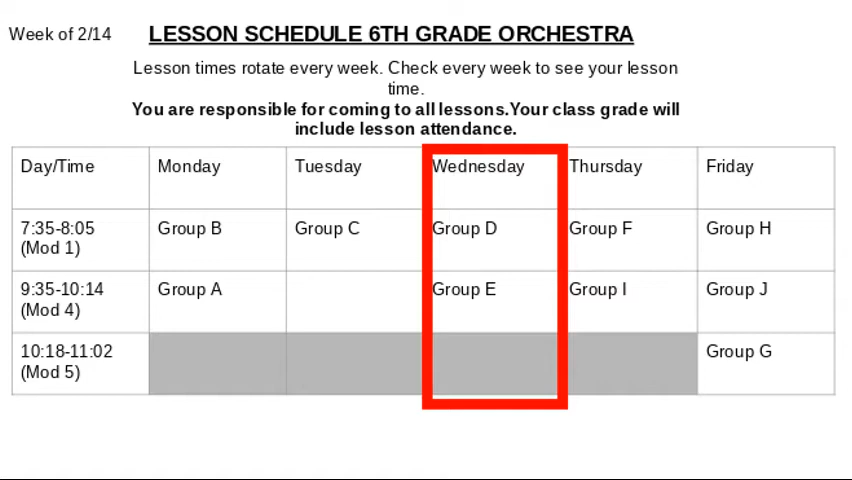 Week of 2/14
LESSON SCHEDULE 6TH GRADE ORCHESTRA
Lesson times rotate every week. Check every week to see your lesson
time.
You are responsible for coming to all lessons.Your class grade will
include lesson attendance.
Day/Time Monday Tuesday Wednesday Thursday Friday
7:35-8:05 Group B Group C Group D Group F Group H
(Mod 1)
9:35-10:14 Group A Group E Group I Group J
(Mod 4)
10:18-11:02 Group G
(Mod 5)